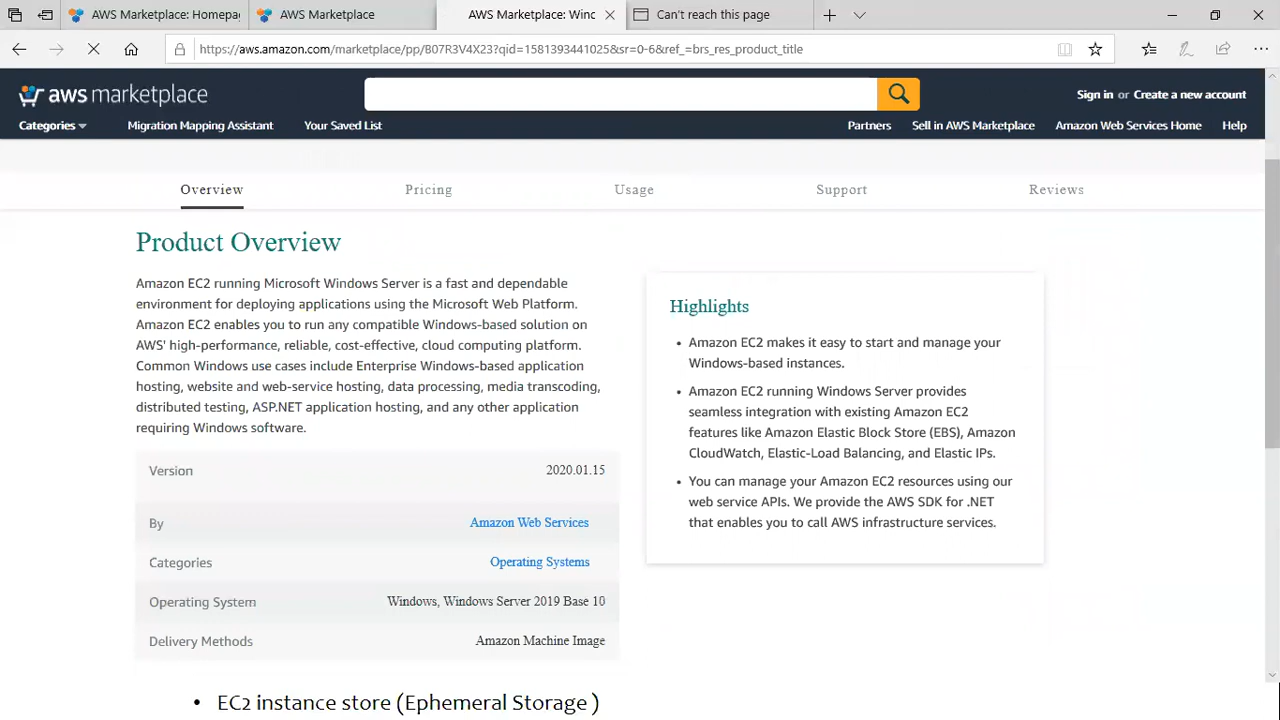 AWS Marketplace: Homepa
AWS Marketplace
AWS Marketplace: Winc
Can't reach this page
https://aws.amazon.com/marketplace/pp/B07R3V4X23?qid=1581393441025&sr=0-6&ref_=brs_res_product_title
aws marketplace
Sign in or Create a new account
Categories
Migration Mapping Assistant
Your Saved List
Partners
Sell in AWS Marketplace
Amazon Web Services Home
Help
Overview
Pricing
Usage
Support
Reviews
Product Overview
Amazon EC2 running Microsoft Windows Server is a fast and dependable
environment for deploying applications using the Microsoft Web Platform.
Amazon EC2 enables you to run any compatible Windows-based solution on
AWS' high-performance, reliable, cost-effective, cloud computing platform.
Common Windows use cases include Enterprise Windows-based application
hosting, website and web-service hosting, data processing, media transcoding,
distributed testing, ASP.NET application hosting, and any other application
requiring Windows software.
Version 2020.01.15
By Amazon Web Services
Categories Operating Systems
Operating System Windows, Windows Server 2019 Base 10
Delivery Methods Amazon Machine Image
Highlights
• Amazon EC2 makes it easy to start and manage your
Windows-based instances.
• Amazon EC2 running Windows Server provides
seamless integration with existing Amazon EC2
features like Amazon Elastic Block Store (EBS), Amazon
CloudWatch, Elastic-Load Balancing, and Elastic IPs.
• You can manage your Amazon EC2 resources using our
web service APIs. We provide the AWS SDK for .NET
that enables you to call AWS infrastructure services.
• EC2 instance store (Ephemeral Storage )